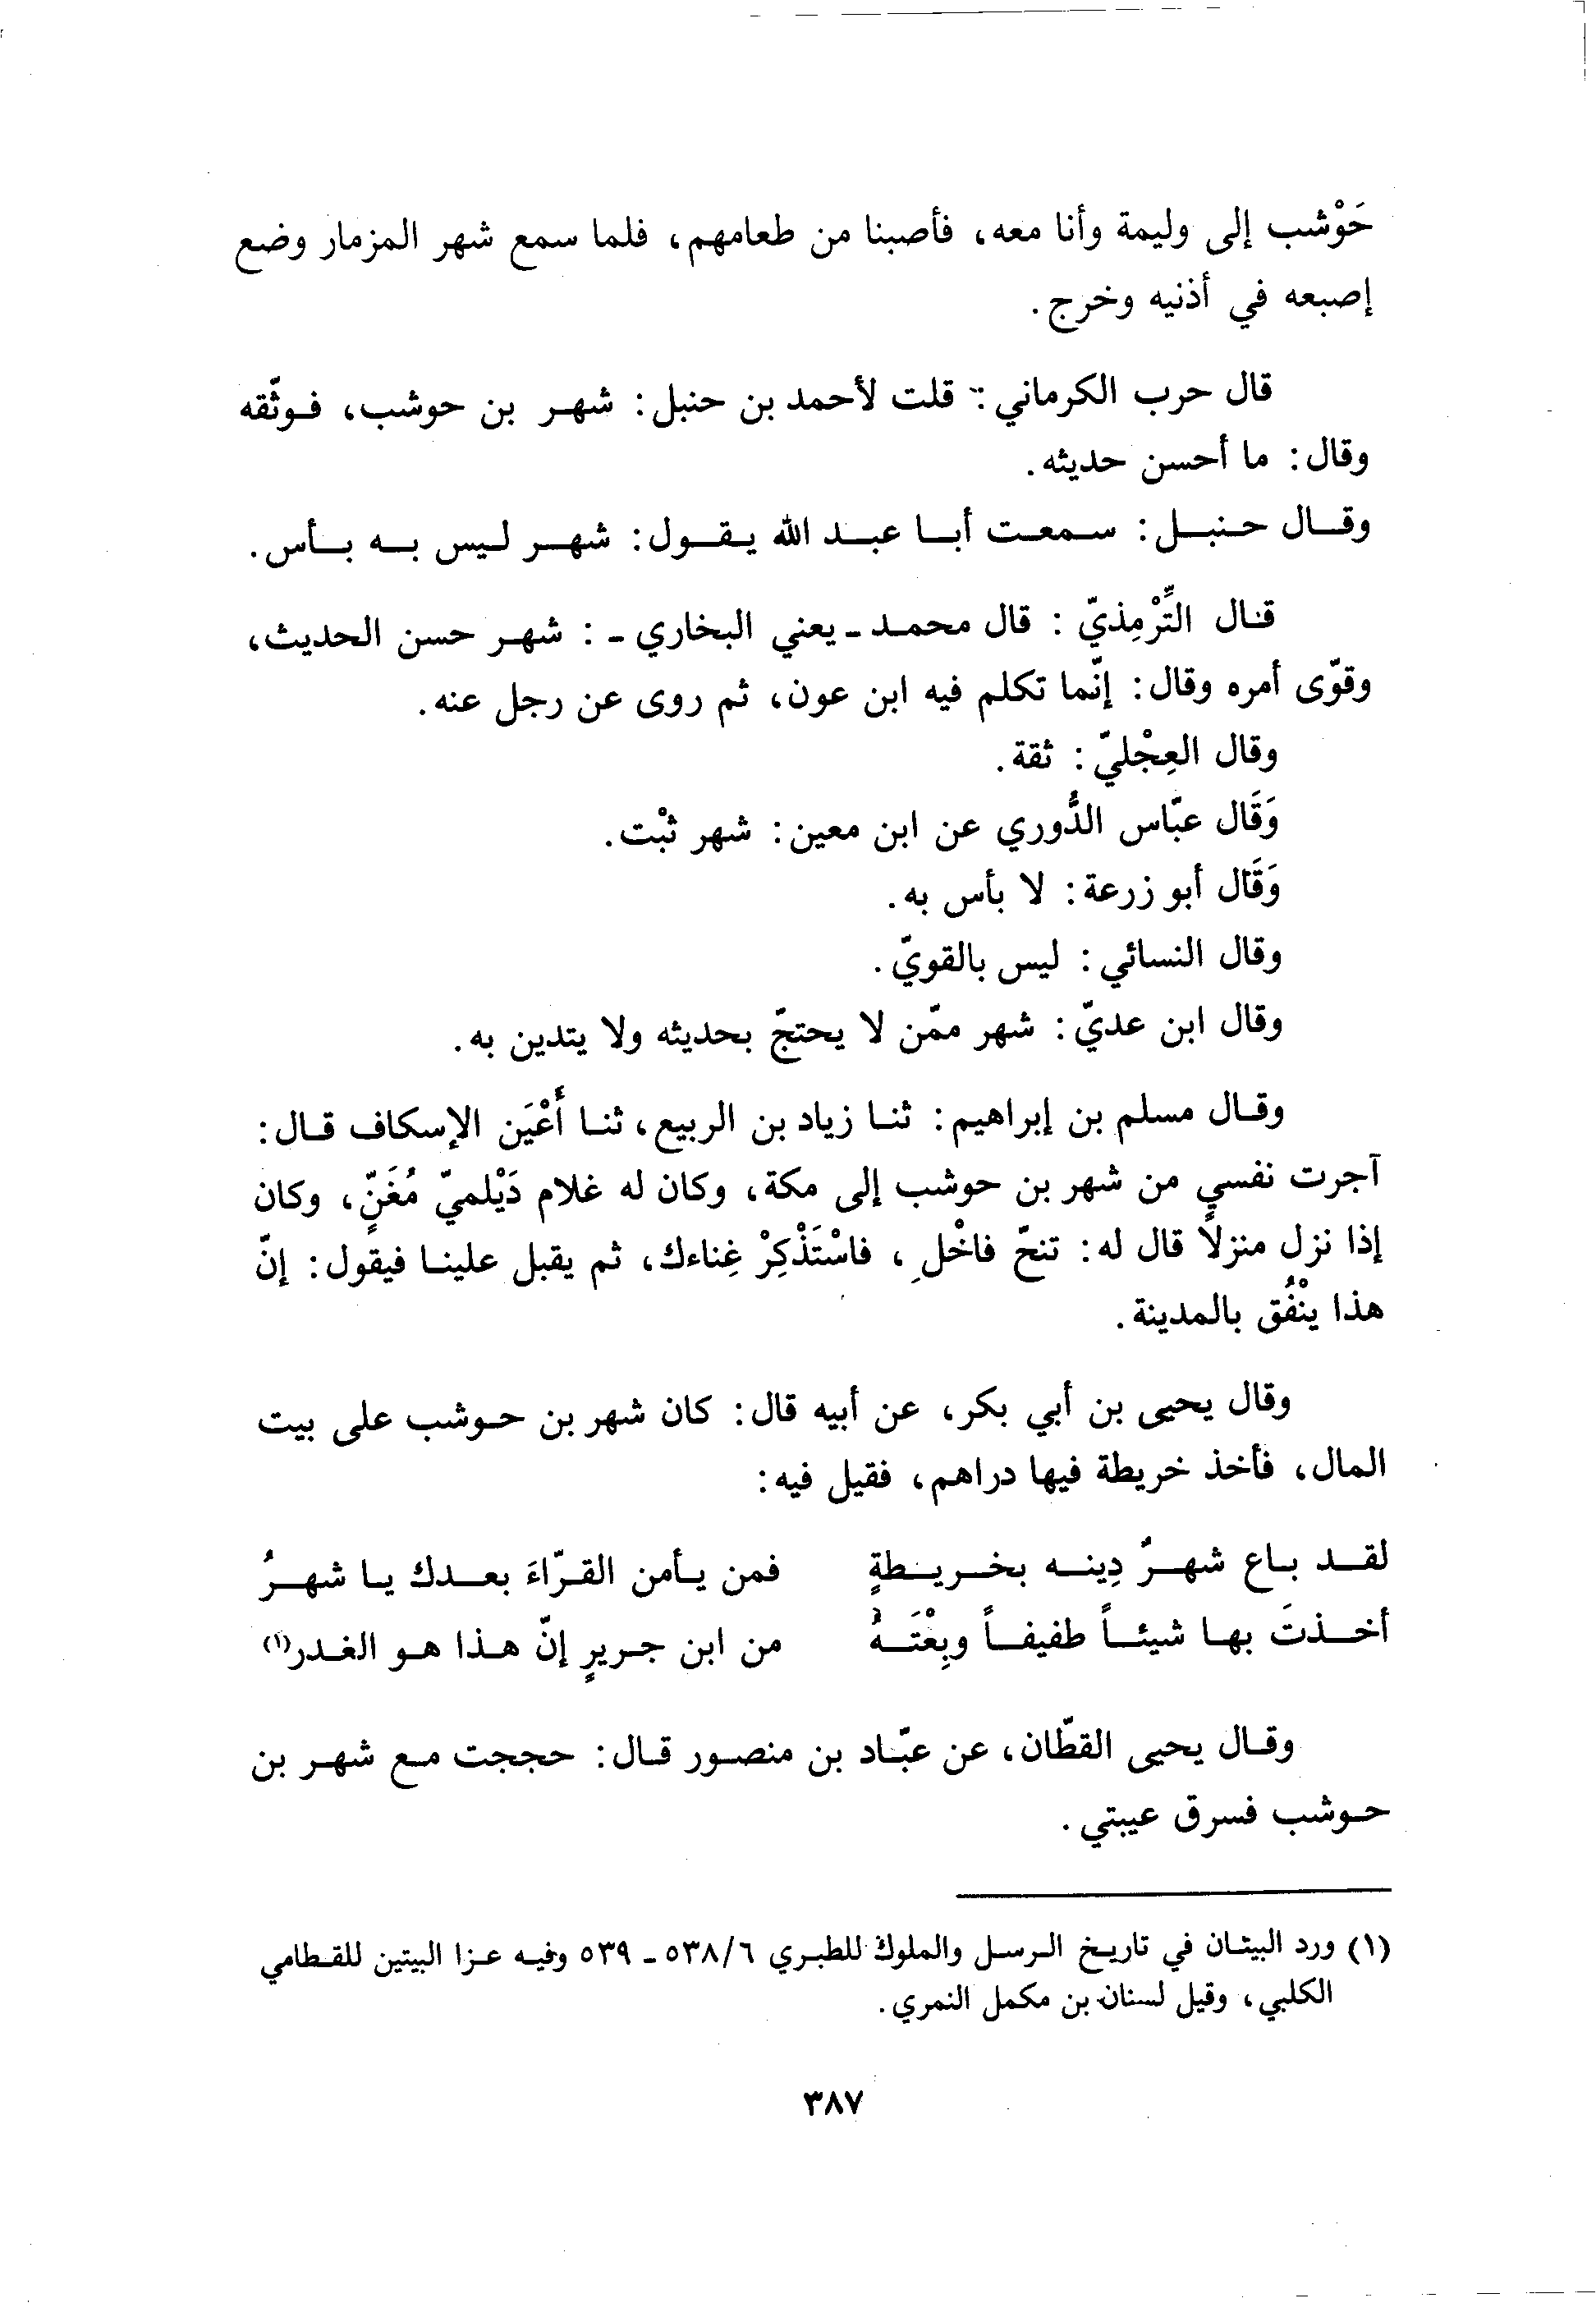 حَوْشب إلى وليمة وأنا معه، فأصبنا من طعامهم، فلما سمع شهر المزمار وضع
إصبعه في أذنيه وخرج.
قال حرب الكرماني: قلت لأحمد بن حنبل: شهر بن حوشب، فوثّقه
وقال: ما أحسن حديثه.
وقال حنبل: سمعت أبا عبد الله يقول: شهر ليس به بأس.
قال التِّرْمِذيّ: قال محمد - يعني البخاري -: شهر حسن الحديث،
وقوّى أمره وقال: إنّما تكلم فيه ابن عون، ثم روى عن رجل عنه.
وقال العِجْليّ: ثقة.
وَقَال عبّاس الدُّوري عن ابن معين: شهر ثبْت.
وَقَال أبو زرعة: لا بأس به.
وقال النسائي: ليس بالقويّ.
وقال ابن عديّ: شهر ممّن لا يحتجّ بحديثه ولا يتدين به.
وقال مسلم بن إبراهيم: ثنا زياد بن الربيع، ثنا أَعْيَن الإسكاف قال:
آجرت نفسي من شهر بن حوشب إلى مكة، وكان له غلام دَيْلميّ مُغَنٍّ، وكان
إذا نزل منزلاً قال له: تنحّ فاخْلِ، فاسْتَذْكِرْ غِناءك، ثم يقبل علينا فيقول: إنّ
هذا ينْفُق بالمدينة.
وقال يحيى بن أبي بكر، عن أبيه قال: كان شهر بن حوشب على بيت
المال، فأخذ خريطة فيها دراهم، فقيل فيه:
لقد باع شهرٌ دِينه بخريطةٍ فمن يأمن القرّاءَ بعدك يا شهرُ
أخذتَ بها شيئاً طفيفاً وبِعْتَهُ من ابن جريرٍ إنّ هذا هو الغدر(١)
وقال يحيى القطّان، عن عبّاد بن منصور قال: حججت مع شهر بن
حوشب فسرق عيبتي.
(١) ورد البيتان في تاريخ الرسل والملوك للطبري ٥٣٨/٦ - ٥٣٩ وفيه عزا البيتين للقطامي
الكلبي، وقيل لسنان بن مكمل النمري.
٣٨٧